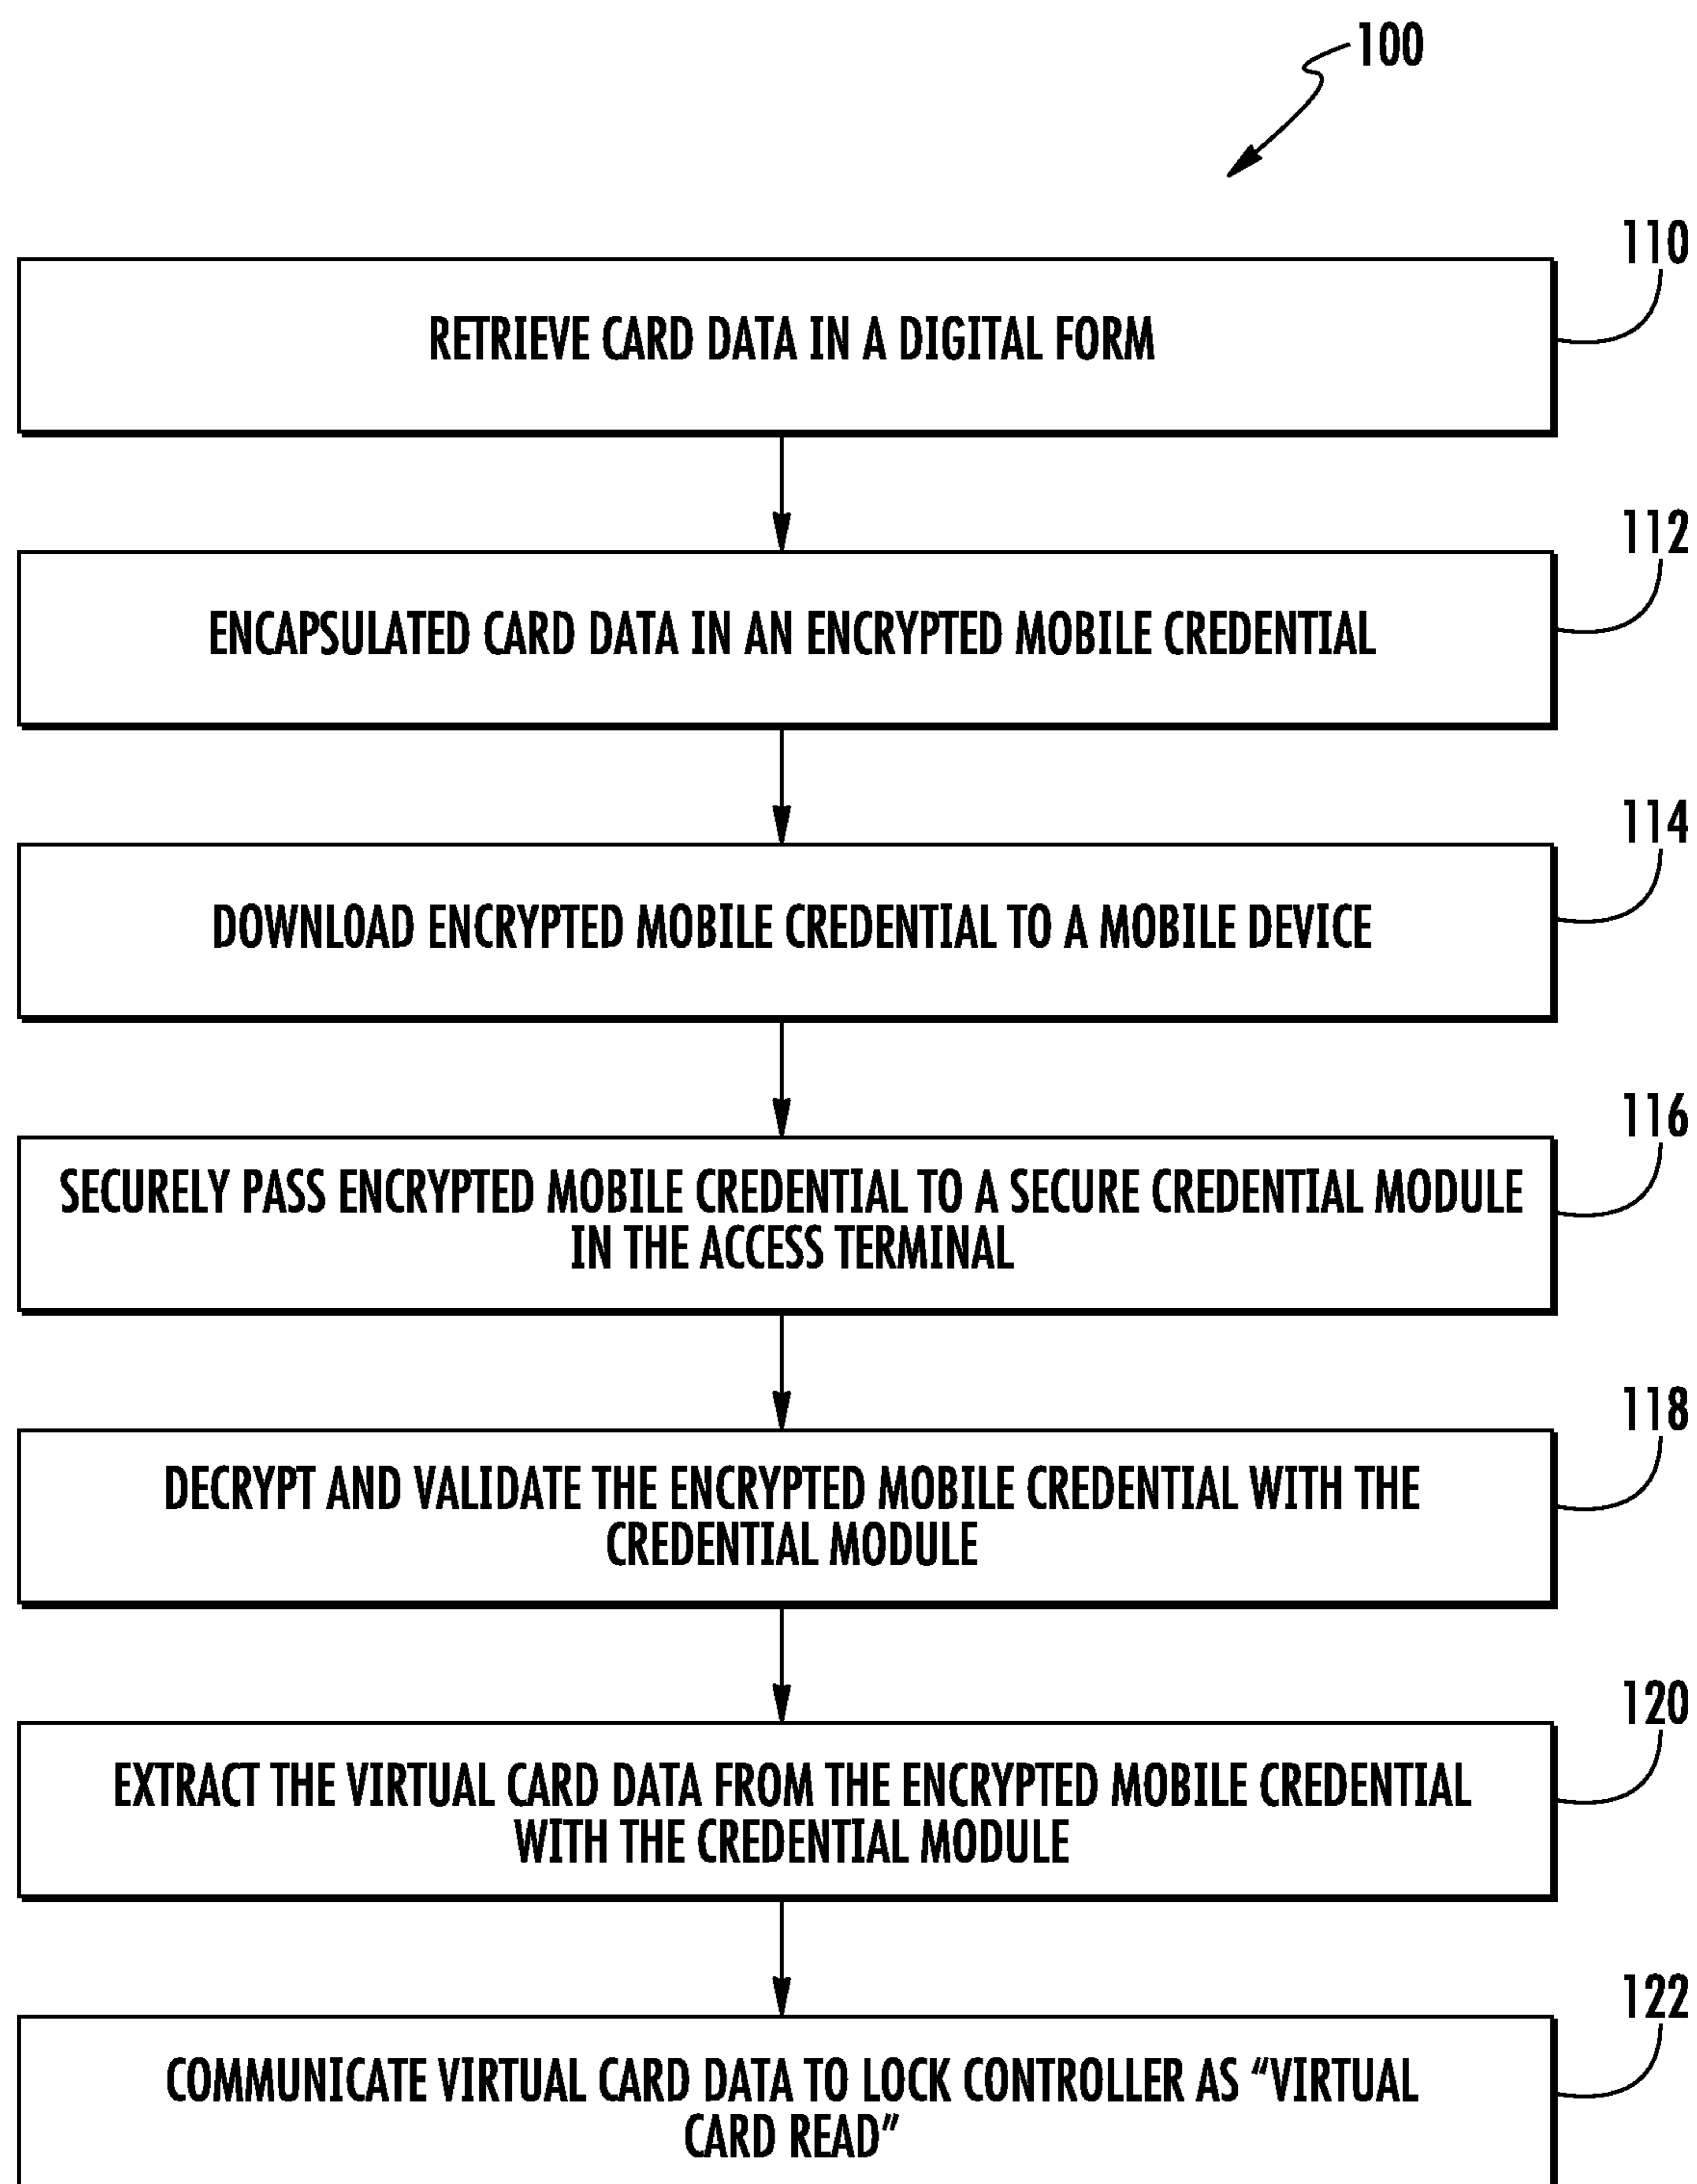 100
110
RETRIEVE CARD DATA IN A DIGITAL FORM
112
ENCAPSULATED CARD DATA IN AN ENCRYPTED MOBILE CREDENTIAL
114
DOWNLOAD ENCRYPTED MOBILE CREDENTIAL TO A MOBILE DEVICE
116
SECURELY PASS ENCRYPTED MOBILE CREDENTIAL TO A SECURE CREDENTIAL MODULE
IN THE ACCESS TERMINAL
118
DECRYPT AND VALIDATE THE ENCRYPTED MOBILE CREDENTIAL WITH THE
CREDENTIAL MODULE
120
EXTRACT THE VIRTUAL CARD DATA FROM THE ENCRYPTED MOBILE CREDENTIAL
WITH THE CREDENTIAL MODULE
122
COMMUNICATE VIRTUAL CARD DATA TO LOCK CONTROLLER AS “VIRTUAL
CARD READ”